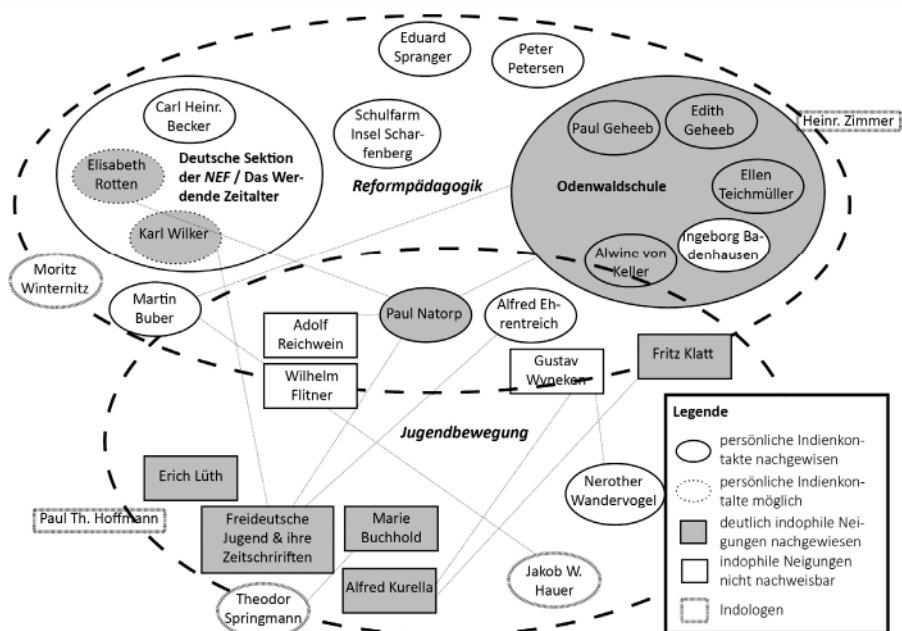 Eduard
Spranger
Peter
Petersen
Carl Heinr.
Becker
Schulfarm
Insel Schar-
fenberg
Paul Geheeb
Edith
Geheeb
Heinr. Zimmer
Elisabeth
Rotten
Deutsche Sektion
der NEF / Das Wer-
dende Zeitalter
Reformpädagogik
Odenwaldschule
Ellen
Teichmüller
Karl Wilker
Alwine von
Keller
Ingeborg Ba-
denhausen
Moritz
Winternitz
Martin
Buber
Paul Natorp
Alfred Eh-
rentreich
Adolf
Reichwein
Gustav
Wyneken
Fritz Klatt
Wilhelm
Flitner
Jugendbewegung
Erich Lüth
Nerother
Wandervogel
Paul Th. Hoffmann
Freideutsche
Jugend & ihre
Zeitschririften
Marie
Buchhold
Alfred Kurella
Jakob W.
Hauer
Theodor
Springmann
Legende
persönliche Indienkon-
takte nachgewisen
persönliche Indienkon-
talte möglich
deutlich indophile Nei-
gungen nachgewiesen
indophile Neigungen
nicht nachweisbar
Indologen